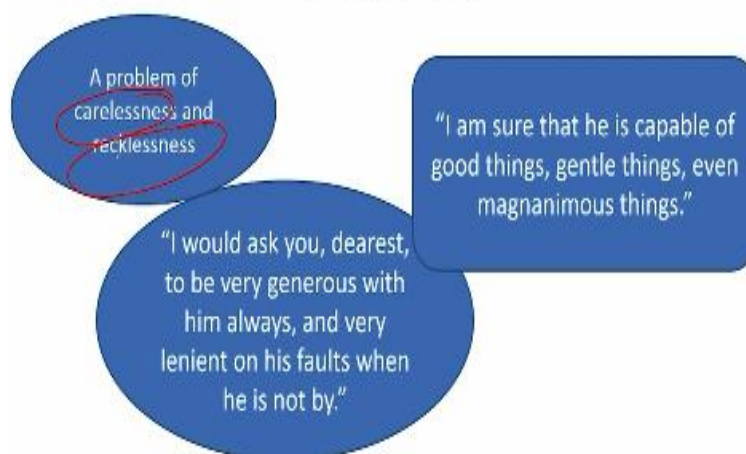 A problem of
carelessness and
recklessness
“I am sure that he is capable of
good things, gentle things, even
magnanimous things.”
“I would ask you, dearest,
to be very generous with
him always, and very
lenient on his faults when
he is not by.”